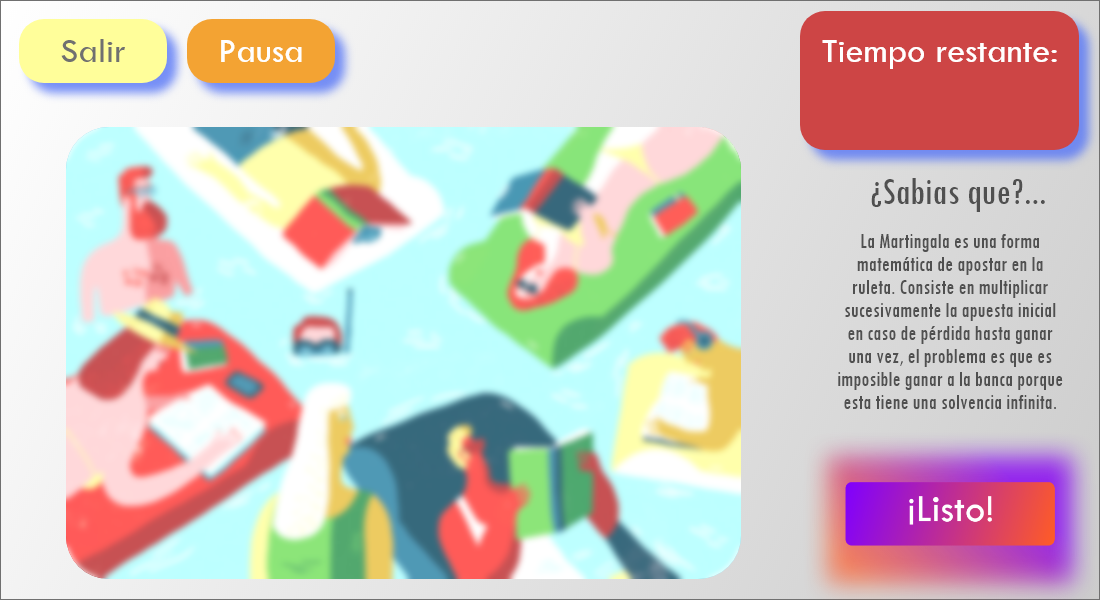 Salir
Pausa
Tiempo restante:
¿Sabias que?...
La Martingala es una forma
matemática de apostar en la
ruleta. Consiste en multiplicar
sucesivamente la apuesta inicial
en caso de pérdida hasta ganar
una vez, el problema es que es
imposible ganar a la banca porque
esta tiene una solvencia infinita.
¡Listo!